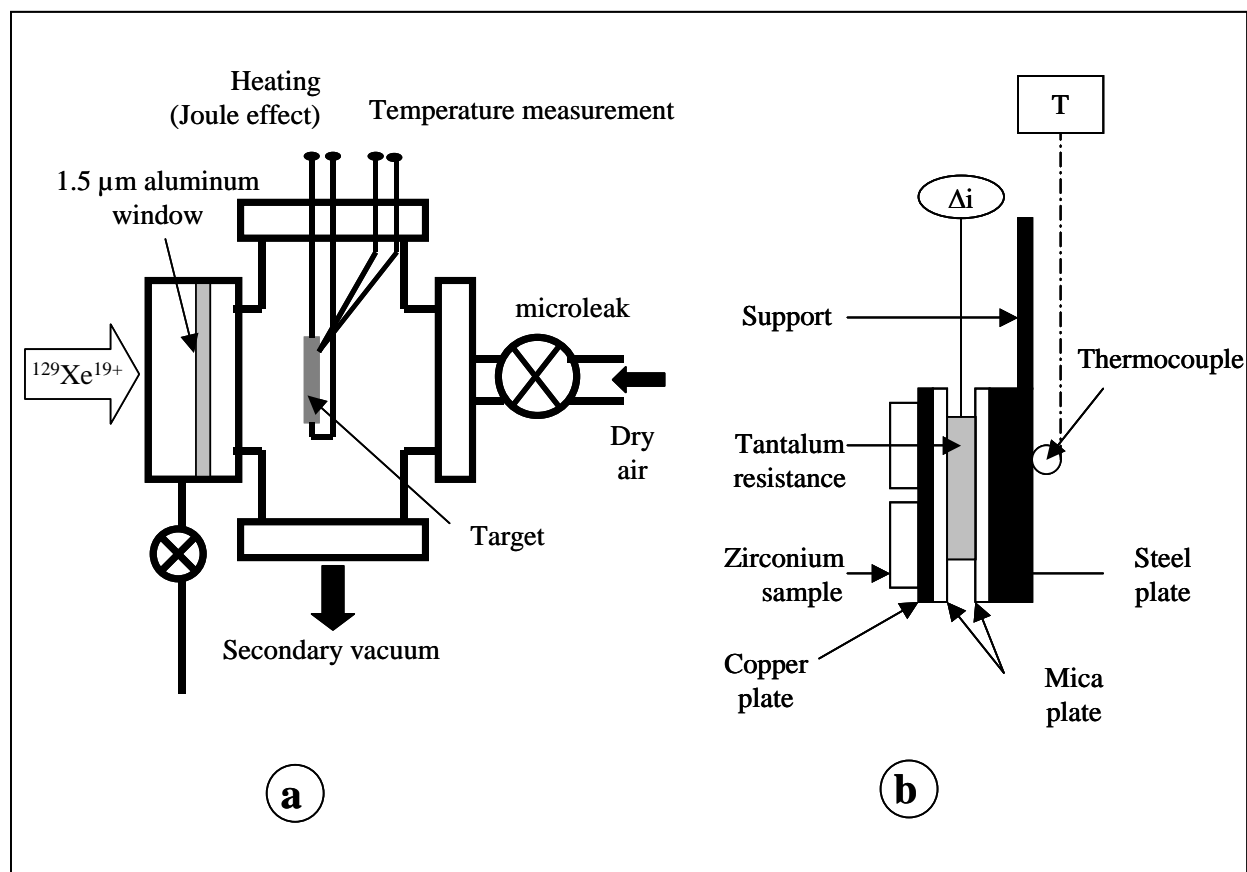 Heating
(Joule effect)
Temperature measurement
1.5 µm aluminum
window
¹²⁹Xe¹⁹⁺
microleak
Dry
air
Target
Secondary vacuum
a
T
Δi
Support
Thermocouple
Tantalum
resistance
Zirconium
sample
Steel
plate
Copper
plate
Mica
plate
b